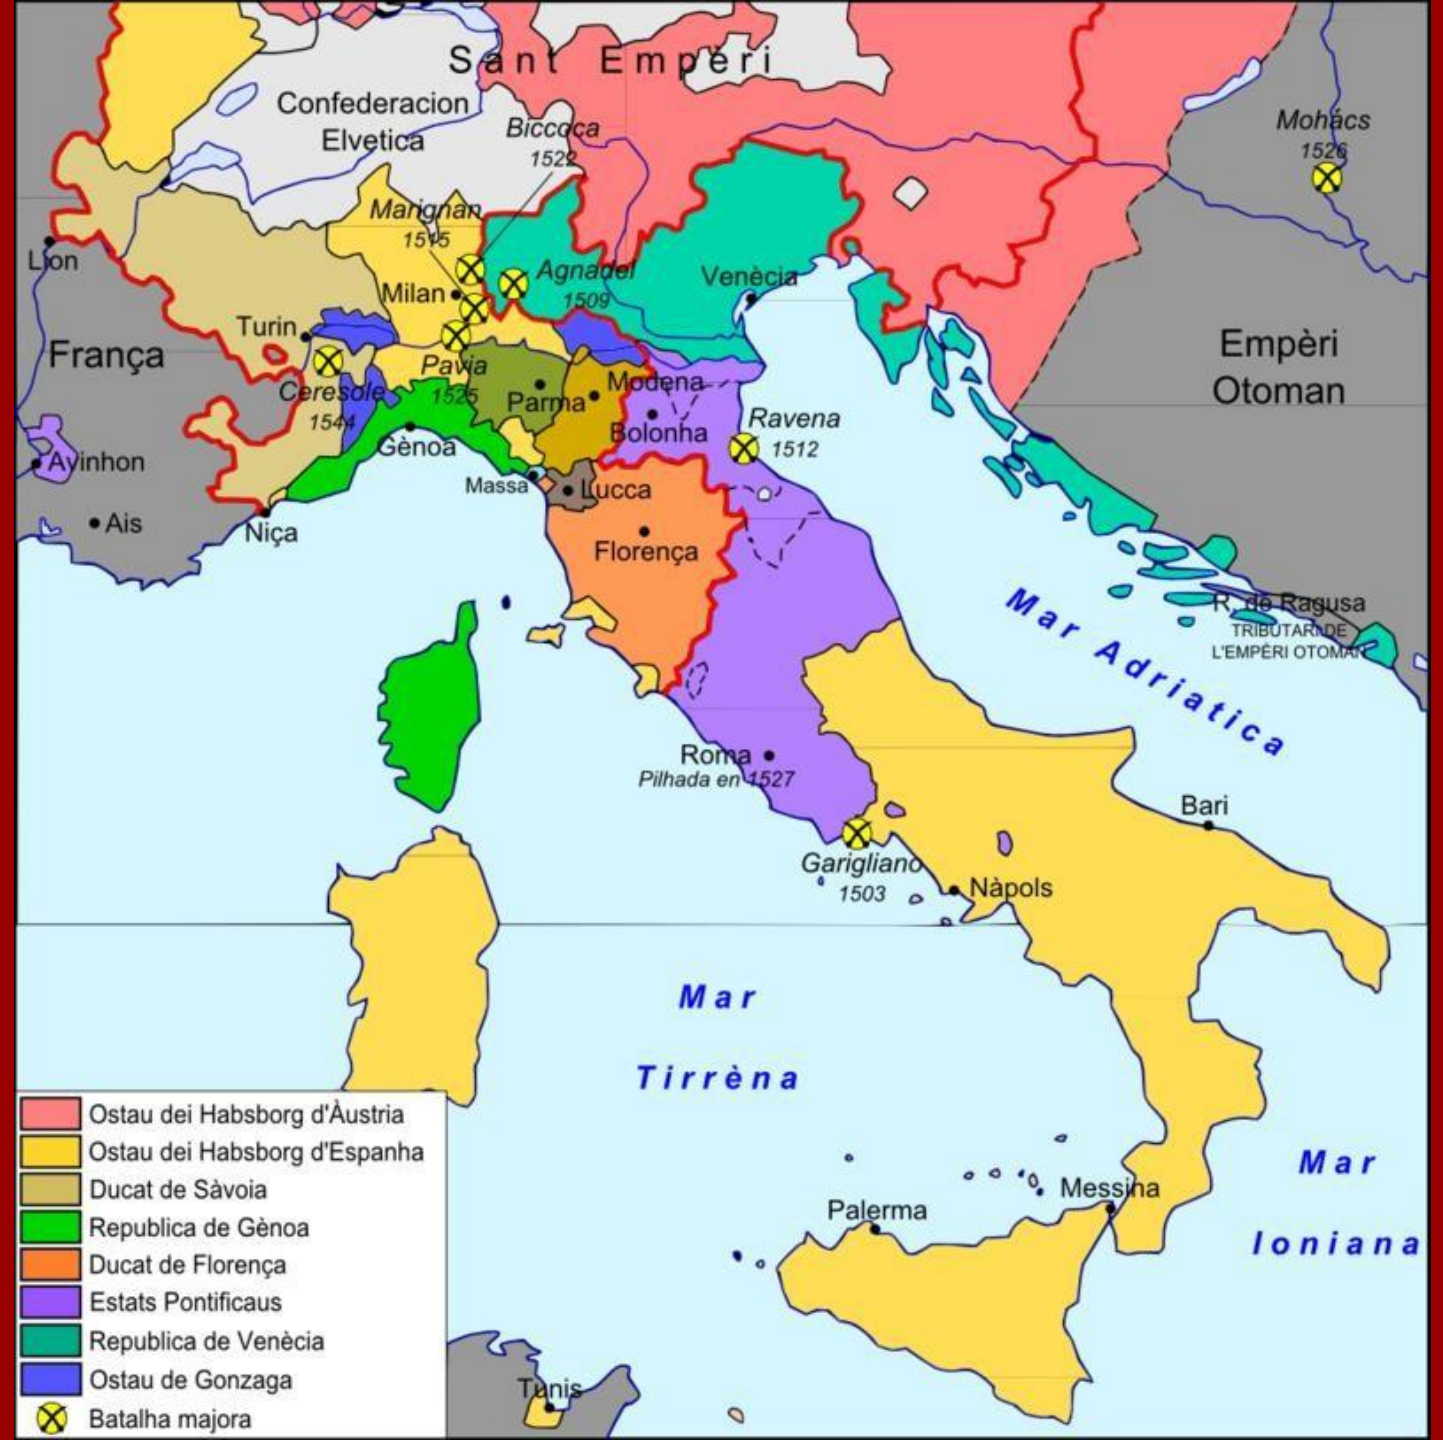 Sant Empèri
Confederacion
Elvetica
Biccoca
1522
Mohács
1526
Marignan
1515
Lion
Milan
Agnadel
1509
Venècia
Turin
França
Pavia
1525
Ceresole
1544
Modena
Parma
Empèri
Otoman
Bolonha
Ravena
1512
Gènoa
Avinhon
Massa
Lucca
Ais
Niça
Florença
R. de Ragusa
TRIBUTARI DE
L'EMPÈRI OTOMAN
Mar Adriatica
Roma
Pilhada en 1527
Bari
Garigliano
1503
Nàpols
Mar
Tirrèna
Mar
Ioniana
Messina
Palerma
Tunis
Ostau dei Habsborg d'Àustria
Ostau dei Habsborg d'Espanha
Ducat de Sàvoia
Republica de Gènoa
Ducat de Florença
Estats Pontificaus
Republica de Venècia
Ostau de Gonzaga
Batalha majora